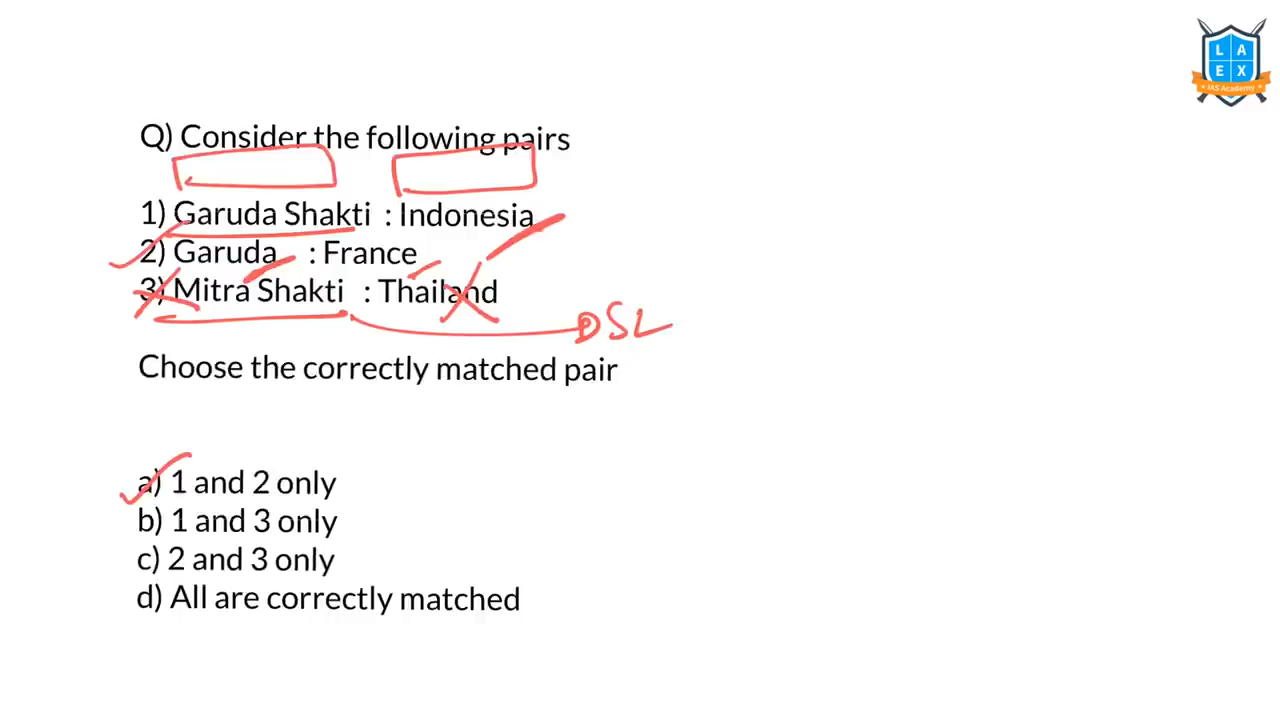 L A
E X
IAS Academy
Q) Consider the following pairs
1) Garuda Shakti : Indonesia
2) Garuda : France
3) Mitra Shakti : Thailand
SL
Choose the correctly matched pair
a) 1 and 2 only
b) 1 and 3 only
c) 2 and 3 only
d) All are correctly matched